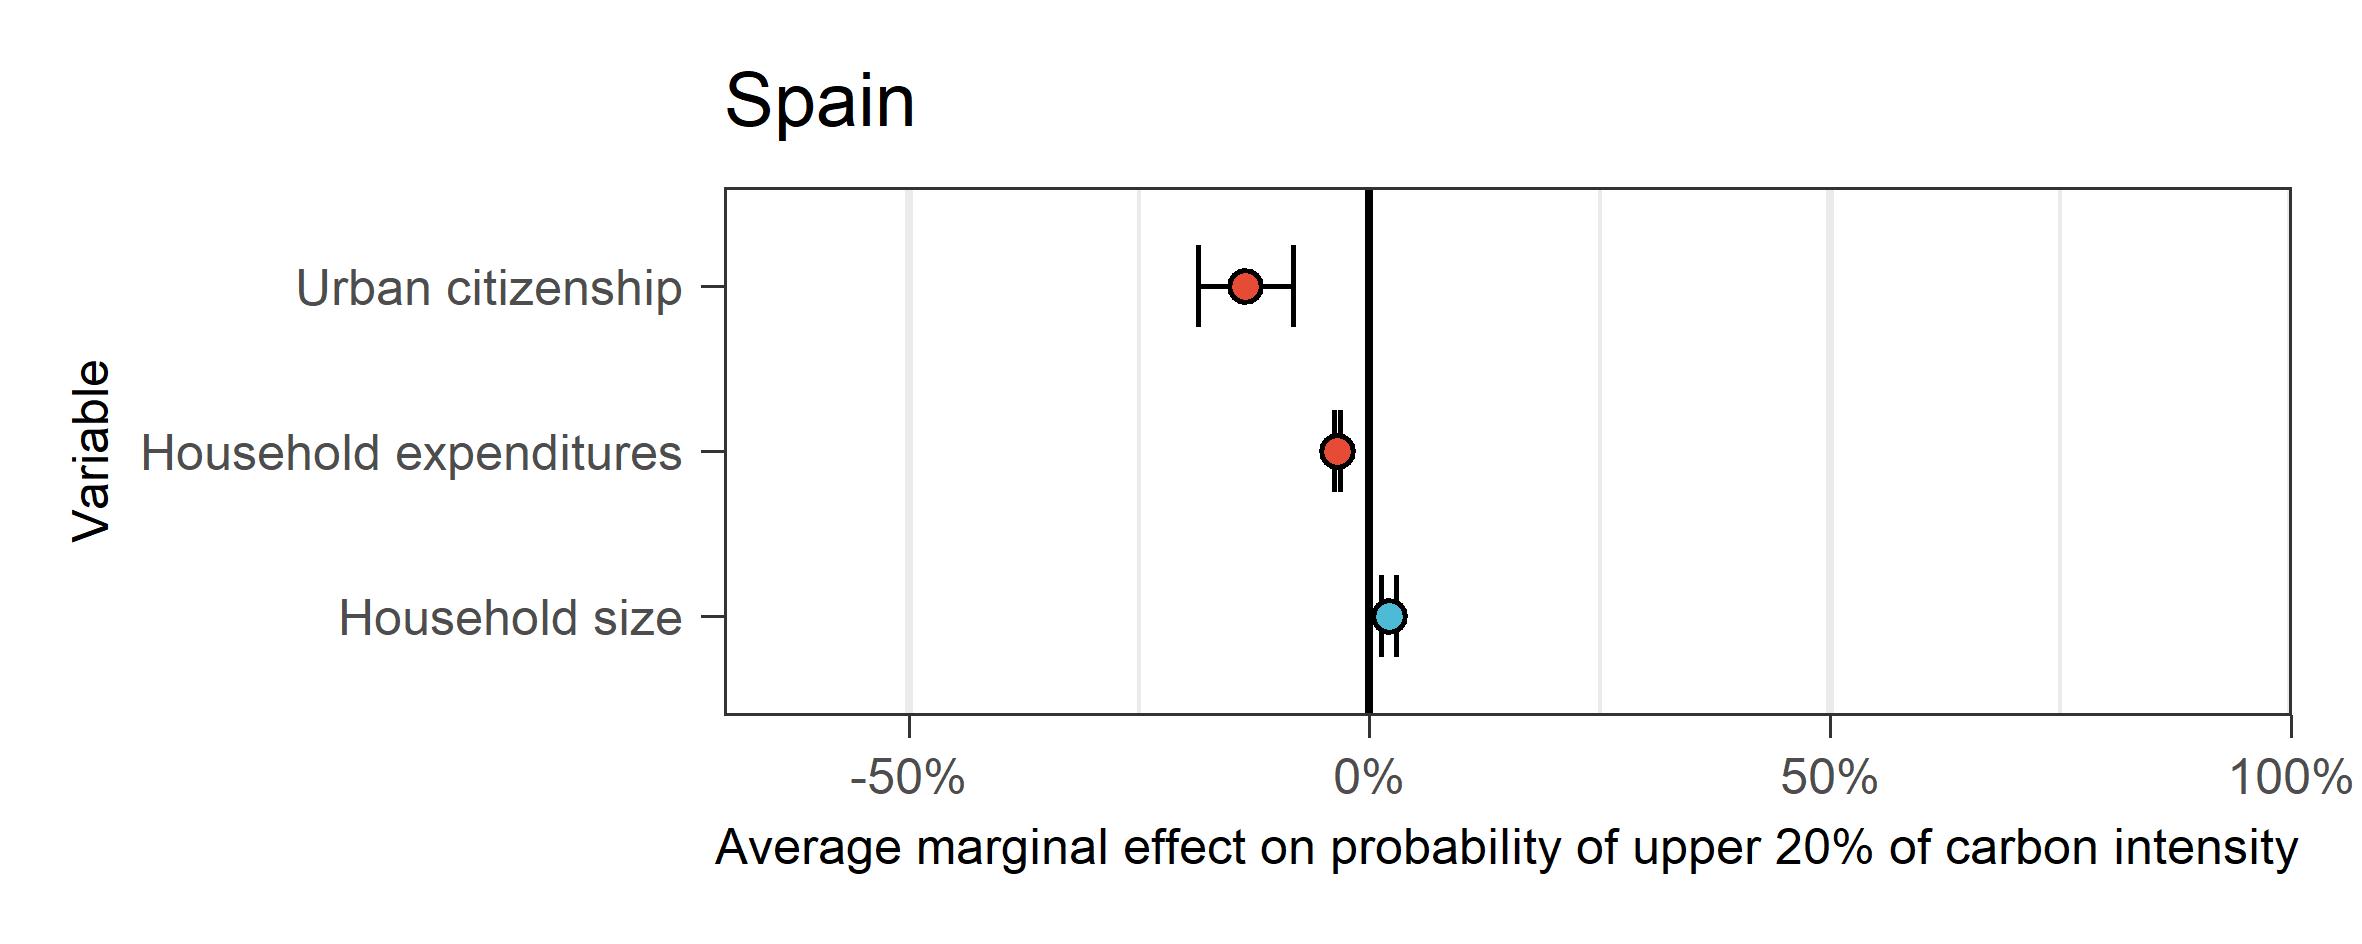 Spain
Variable
Urban citizenship
Household expenditures
Household size
-50%
0%
50%
100%
Average marginal effect on probability of upper 20% of carbon intensity